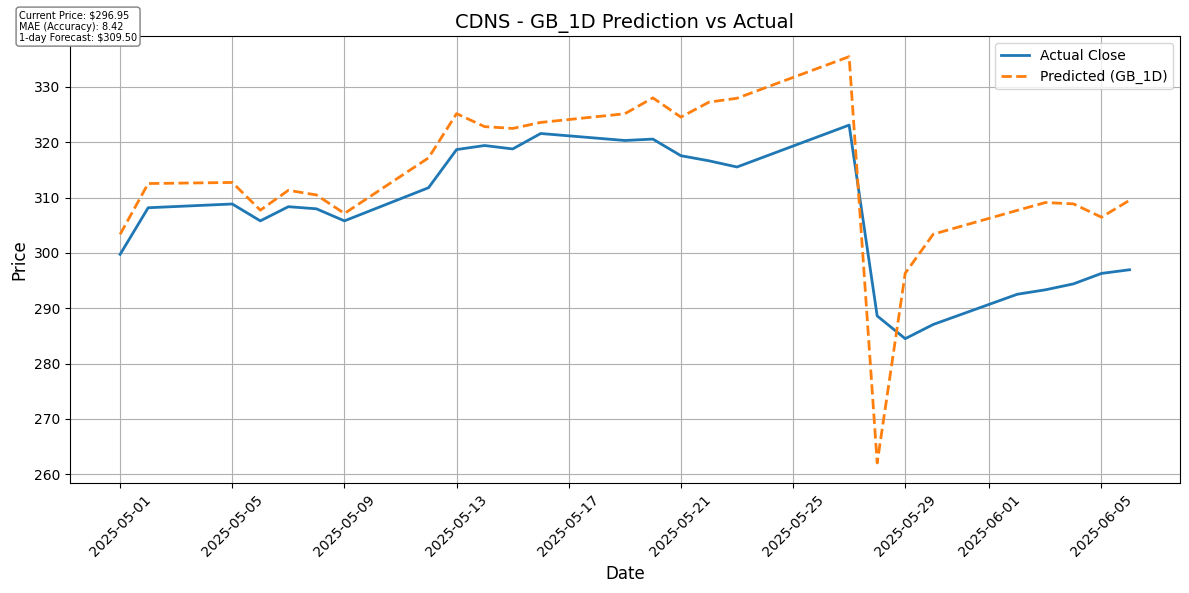 CDNS - GB_1D Prediction vs Actual
Current Price: $296.95
MAE (Accuracy): 8.42
1-day Forecast: $309.50
Actual Close
Predicted (GB_1D)
Price
330
320
310
300
290
280
270
260
2025-05-01
2025-05-05
2025-05-09
2025-05-13
2025-05-17
2025-05-21
2025-05-25
2025-05-29
2025-06-01
2025-06-05
Date